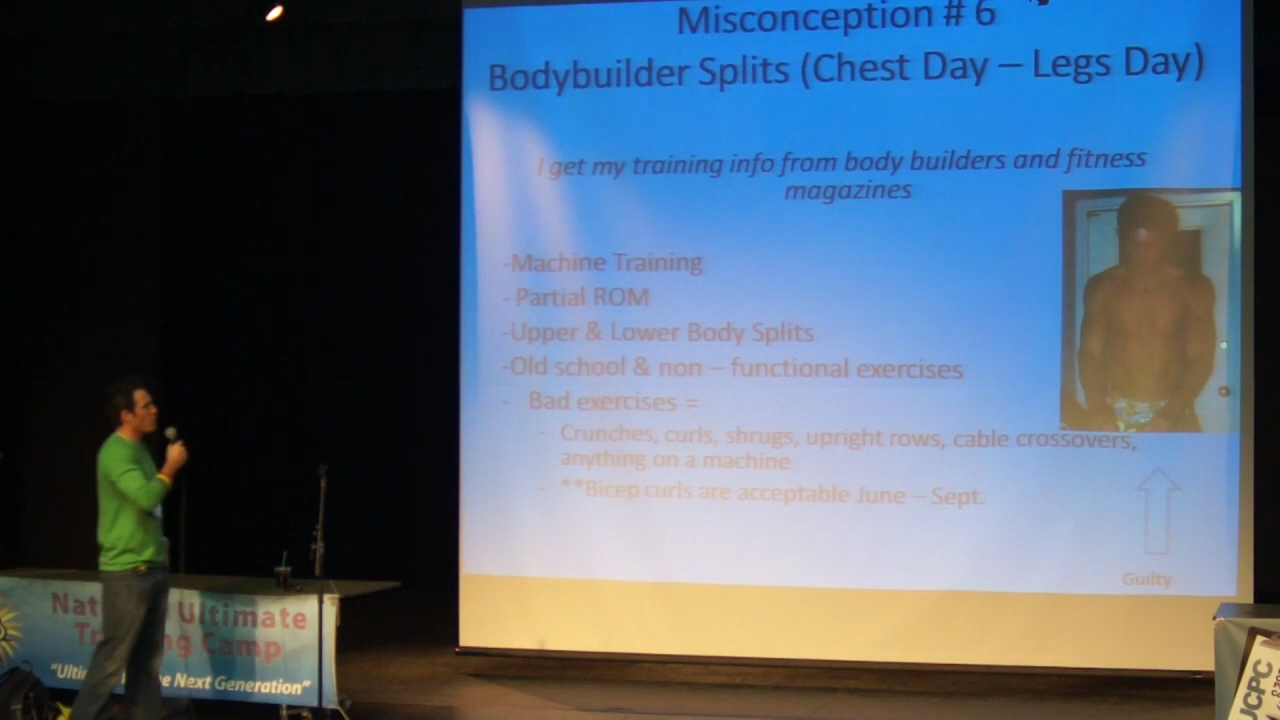 Misconception # 6
Bodybuilder Splits (Chest Day – Legs Day)
I get my training info from body builders and fitness
magazines
-Machine Training
- Partial ROM
-Upper & Lower Body Splits
-Old school & non – functional exercises
- Bad exercises =
- Crunches, curls, shrugs, upright rows, cable crossovers,
anything on a machine
- **Bicep curls are acceptable June – Sept.
Guilty
Ultimate
Camp
Next Generation"
UCPC